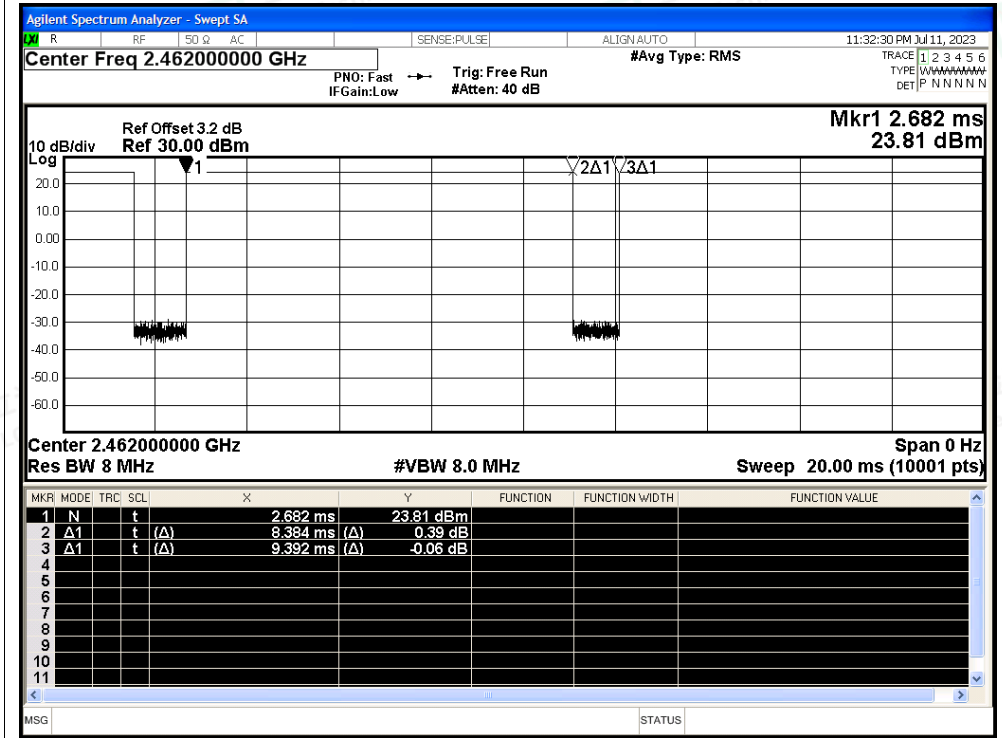 Agilent Spectrum Analyzer - Swept SA
LXI R RF 50 Ω AC SENSE:PULSE ALIGN AUTO 11:32:30 PM Jul 11, 2023
Center Freq 2.462000000 GHz #Avg Type: RMS TRACE 1 2 3 4 5 6
PNO: Fast Trig: Free Run TYPE
IFGain:Low #Atten: 40 dB DET P N N N N N
Mkr1 2.682 ms
Ref Offset 3.2 dB
10 dB/div Ref 30.00 dBm 23.81 dBm
Log
1 2Δ1 3Δ1
20.0
10.0
0.00
-10.0
-20.0
-30.0
-40.0
-50.0
-60.0
Center 2.462000000 GHz Span 0 Hz
Res BW 8 MHz #VBW 8.0 MHz Sweep 20.00 ms (10001 pts)
MKR MODE TRC SCL X Y FUNCTION FUNCTION WIDTH FUNCTION VALUE
1 N t 2.682 ms 23.81 dBm
2 Δ1 t (Δ) 8.384 ms (Δ) 0.39 dB
3 Δ1 t (Δ) 9.392 ms (Δ) -0.06 dB
4
5
6
7
8
9
10
11
MSG STATUS